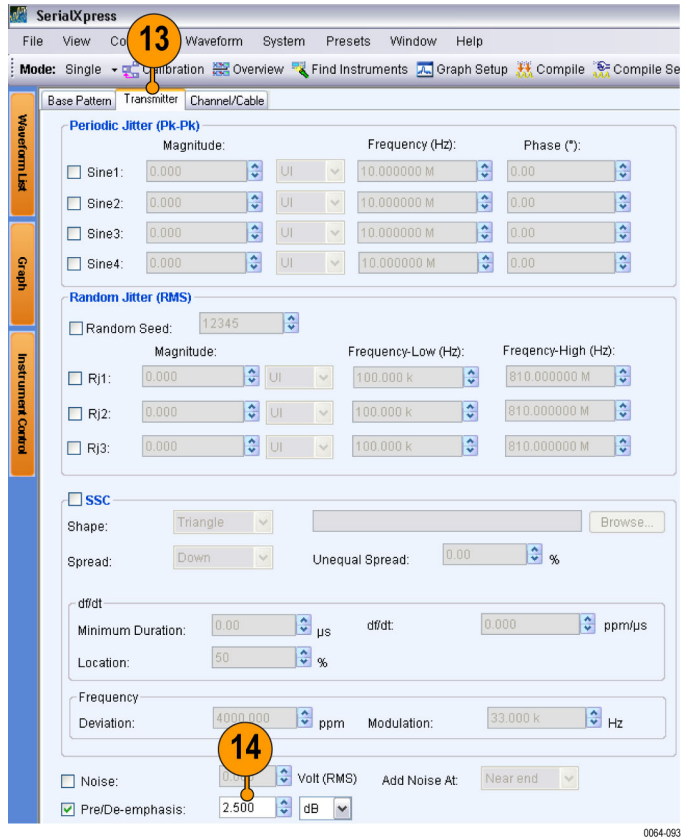 SerialXpress
File View Co 13 Waveform System Presets Window Help
Mode: Single Calibration Overview Find Instruments Graph Setup Compile Compile Se
Base Pattern Transmitter Channel/Cable
Waveform List
Graph
Instrument Control
Periodic Jitter (Pk-Pk)
Magnitude: Frequency (Hz): Phase (°):
Sine1: 0.000 UI 10.000000 M 0.00
Sine2: 0.000 UI 10.000000 M 0.00
Sine3: 0.000 UI 10.000000 M 0.00
Sine4: 0.000 UI 10.000000 M 0.00
Random Jitter (RMS)
Random Seed: 12345
Magnitude: Frequency-Low (Hz): Freqency-High (Hz):
Rj1: 0.000 UI 100.000 k 810.000000 M
Rj2: 0.000 UI 100.000 k 810.000000 M
Rj3: 0.000 UI 100.000 k 810.000000 M
SSC
Shape: Triangle Browse...
Spread: Down Unequal Spread: 0.00 %
df/dt
Minimum Duration: 0.00 µs df/dt: 0.000 ppm/µs
Location: 50 %
Frequency
Deviation: 4000.000 ppm Modulation: 33.000 k Hz
14
Noise: Volt (RMS) Add Noise At: Near end
Pre/De-emphasis: 2.500 dB
0064-093